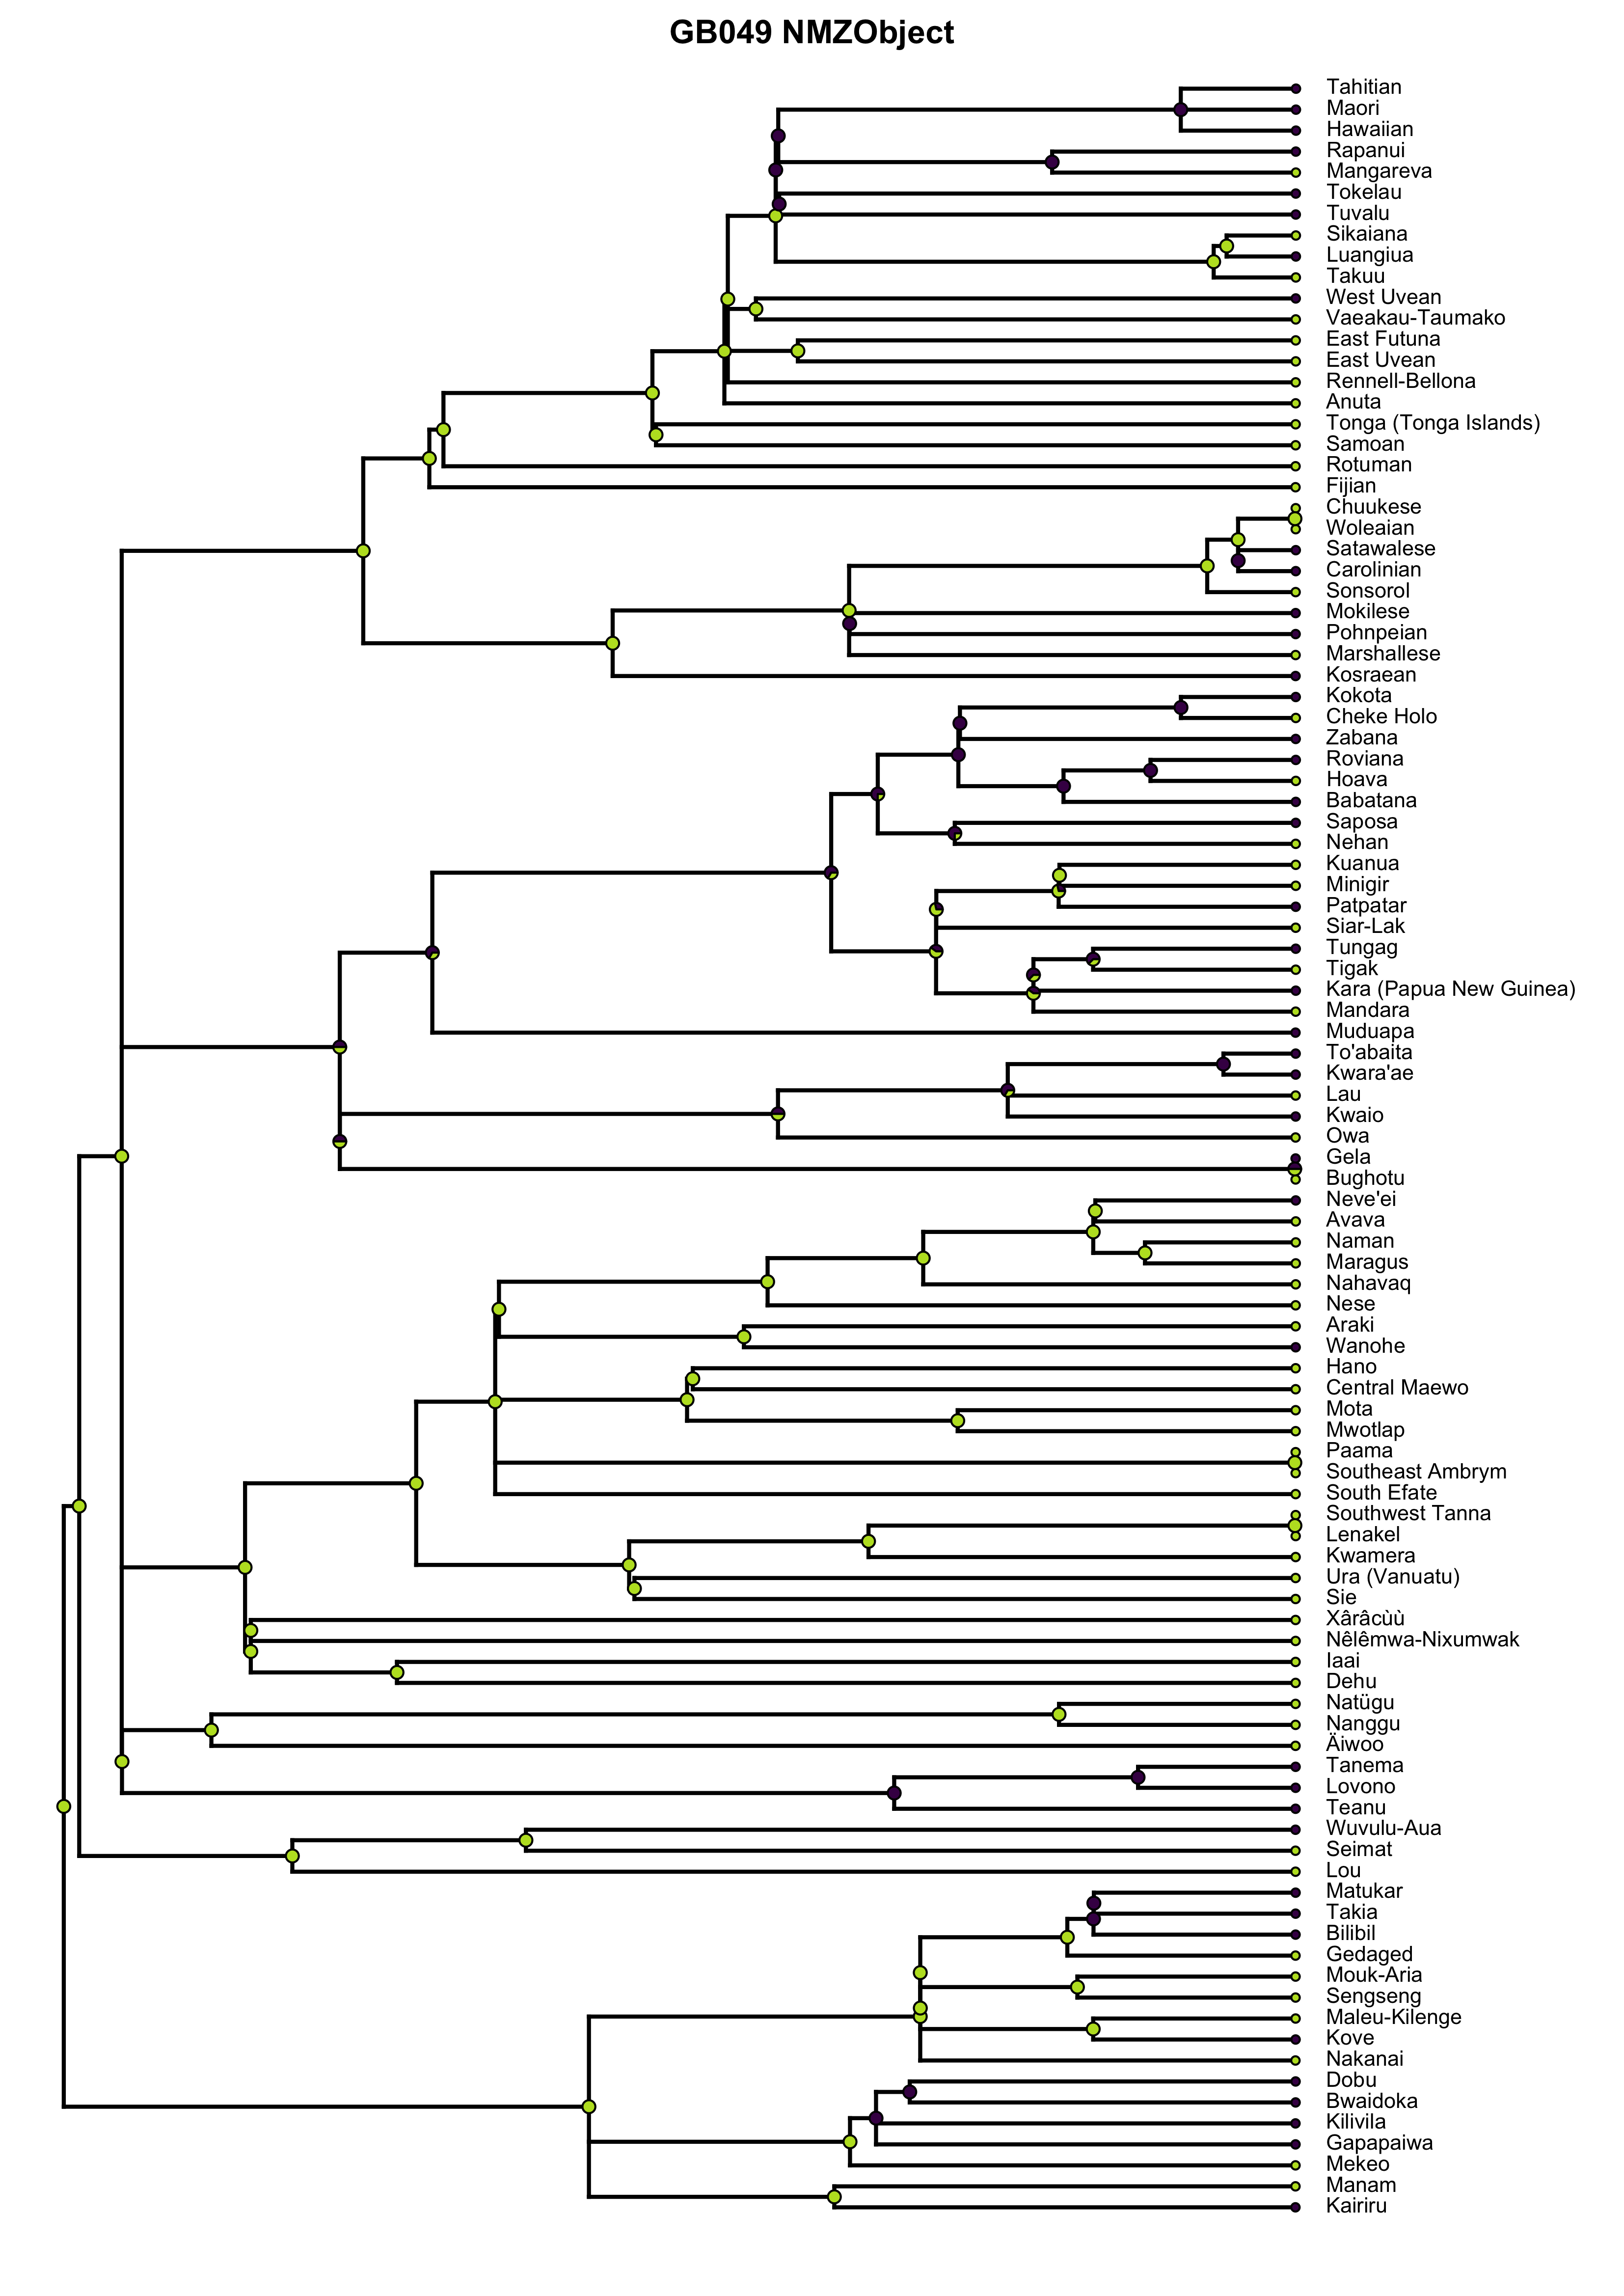 GB049 NMZObject
Tahitian
Maori
Hawaiian
Rapanui
Mangareva
Tokelau
Tuvalu
Sikaiana
Luangiua
Takuu
West Uvean
Vaeakau-Taumako
East Futuna
East Uvean
Rennell-Bellona
Anuta
Tonga (Tonga Islands)
Samoan
Rotuman
Fijian
Chuukese
Woleaian
Satawalese
Carolinian
Sonsorol
Mokilese
Pohnpeian
Marshallese
Kosraean
Kokota
Cheke Holo
Zabana
Roviana
Hoava
Babatana
Saposa
Nehan
Kuanua
Minigir
Patpatar
Siar-Lak
Tungag
Tigak
Kara (Papua New Guinea)
Mandara
Muduapa
To'abaita
Kwara'ae
Lau
Kwaio
Owa
Gela
Bughotu
Neve'ei
Avava
Naman
Maragus
Nahavaq
Nese
Araki
Wanohe
Hano
Central Maewo
Mota
Mwotlap
Paama
Southeast Ambrym
South Efate
Southwest Tanna
Lenakel
Kwamera
Ura (Vanuatu)
Sie
Xârâcùù
Nêlêmwa-Nixumwak
Iaai
Dehu
Natügu
Nanggu
Äiwoo
Tanema
Lovono
Teanu
Wuvulu-Aua
Seimat
Lou
Matukar
Takia
Bilibil
Gedaged
Mouk-Aria
Sengseng
Maleu-Kilenge
Kove
Nakanai
Dobu
Bwaidoka
Kilivila
Gapapaiwa
Mekeo
Manam
Kairiru